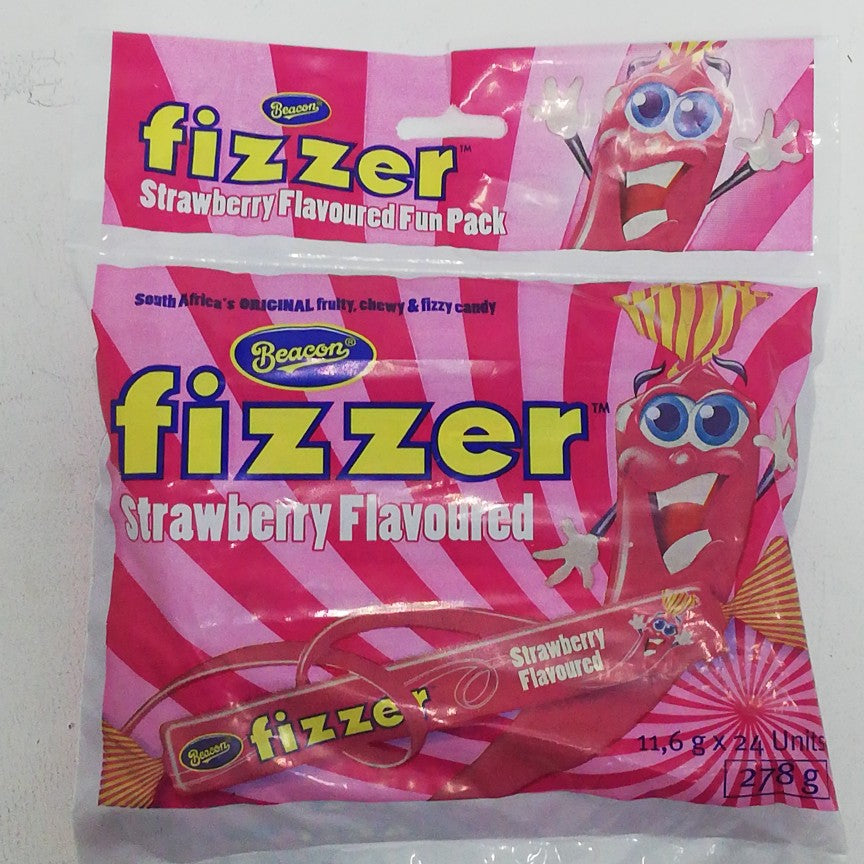 Beacon®
fizzer™
Strawberry Flavoured Fun Pack
South Africa's ORIGINAL fruity, chewy & fizzy candy
Beacon®
fizzer™
Strawberry Flavoured
Strawberry
Flavoured
Beacon
fizzer
11,6 g x 24 Units
278 g